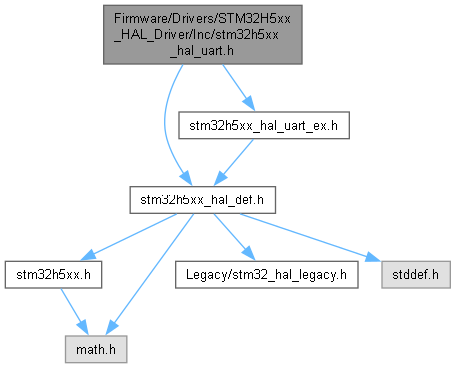 Firmware/Drivers/STM32H5xx
_HAL_Driver/Inc/stm32h5xx
_hal_uart.h
stm32h5xx_hal_uart_ex.h
stm32h5xx_hal_def.h
stm32h5xx.h
Legacy/stm32_hal_legacy.h
stddef.h
math.h